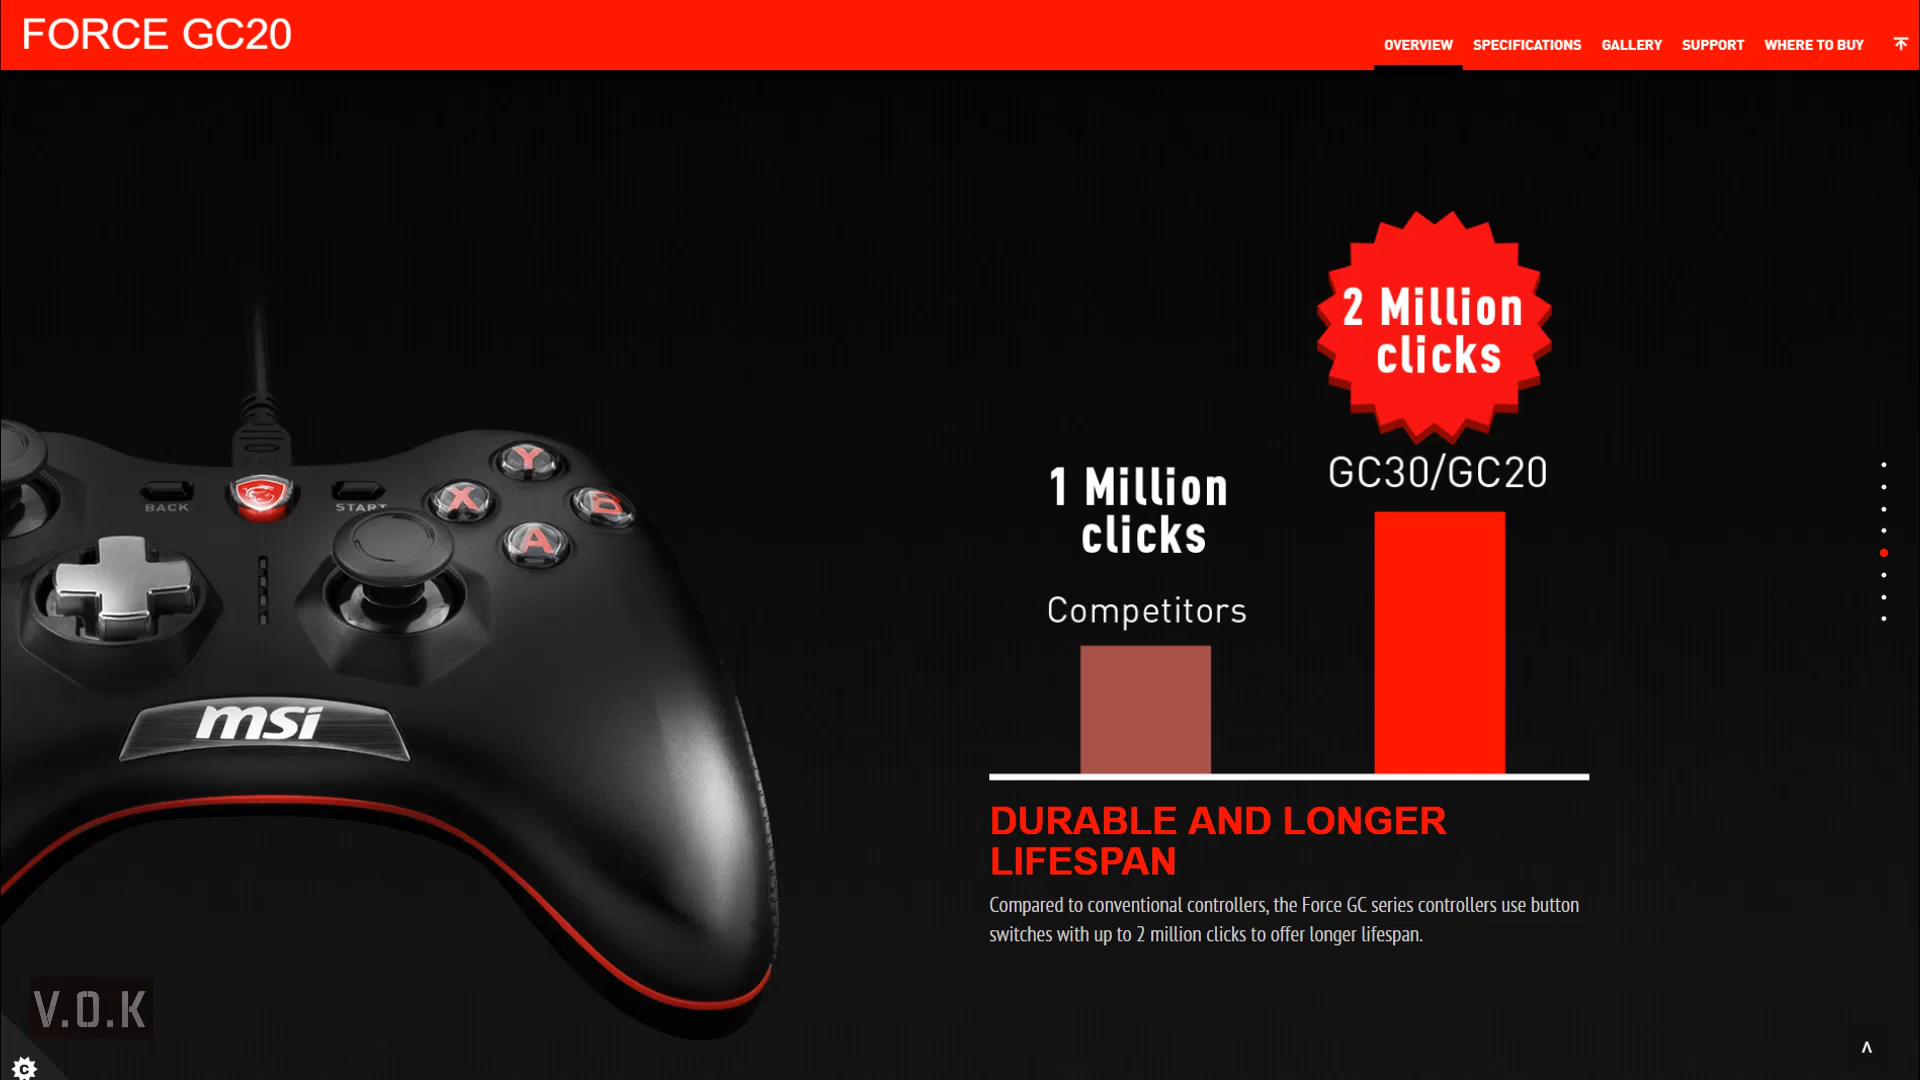 FORCE GC20
OVERVIEW SPECIFICATIONS GALLERY SUPPORT WHERE TO BUY
2 Million
clicks
GC30/GC20
1 Million
clicks
Competitors
Y
X
B
A
BACK
START
msi
DURABLE AND LONGER
LIFESPAN
Compared to conventional controllers, the Force GC series controllers use button
switches with up to 2 million clicks to offer longer lifespan.
V.O.K
C